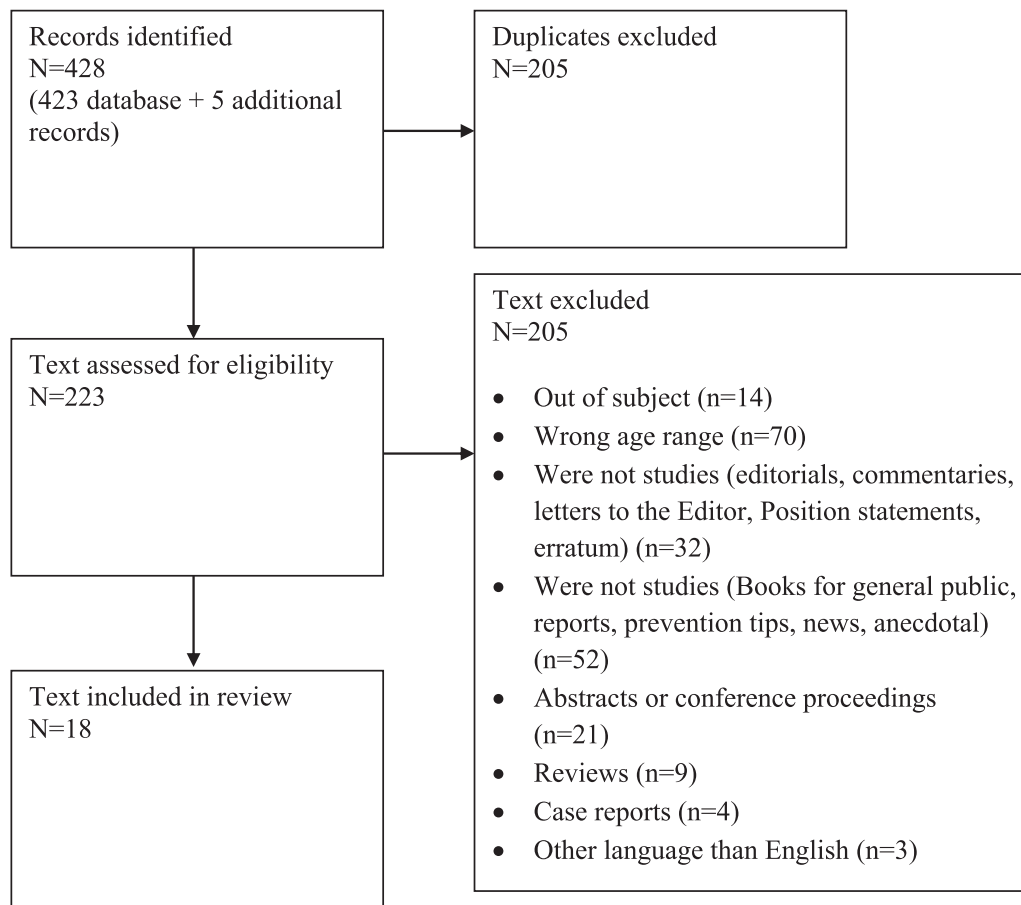 Records identified
N=428
(423 database + 5 additional
records)
Duplicates excluded
N=205
Text assessed for eligibility
N=223
Text excluded
N=205
• Out of subject (n=14)
• Wrong age range (n=70)
• Were not studies (editorials, commentaries,
letters to the Editor, Position statements,
erratum) (n=32)
• Were not studies (Books for general public,
reports, prevention tips, news, anecdotal)
(n=52)
• Abstracts or conference proceedings
(n=21)
• Reviews (n=9)
• Case reports (n=4)
• Other language than English (n=3)
Text included in review
N=18